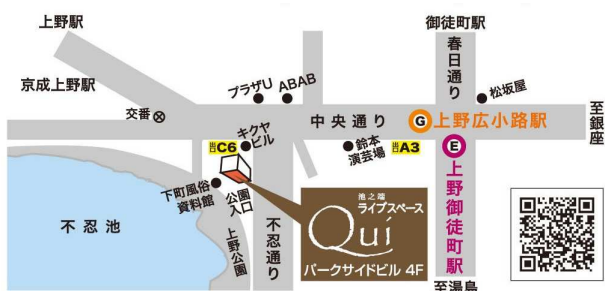 上野駅
京成上野駅
交番
プラザU
ABAB
御徒町駅
春日通り
松坂屋
中央通り
G 上野広小路駅
至銀座
出口 C6
キクヤ
ビル
鈴本
演芸場
出口 A3
E
上野御徒町駅
下町風俗
資料館
公園
入口
不忍池
上野公園
不忍通り
池之端
ライブスペース
Qui
パークサイドビル 4F
至湯島